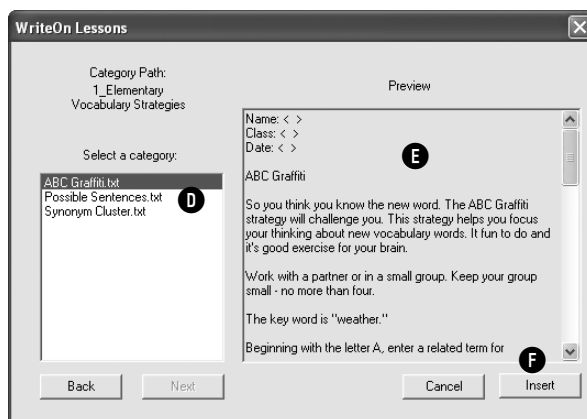 WriteOn Lessons
Category Path:
1_Elementary
Vocabulary Strategies
Select a category:
ABC Graffiti.txt
Possible Sentences.txt
Synonym Cluster.txt
D
Preview
Name: < >
Class: < >
Date: < >
E
ABC Graffiti
So you think you know the new word. The ABC Graffiti
strategy will challenge you. This strategy helps you focus
your thinking about new vocabulary words. It fun to do and
it's good exercise for your brain.
Work with a partner or in a small group. Keep your group
small - no more than four.
The key word is "weather."
Beginning with the letter A, enter a related term for
F
Back
Next
Cancel
Insert